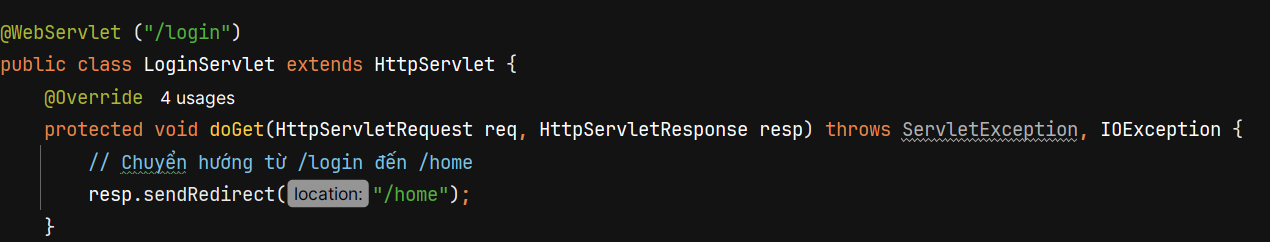 @WebServlet ("/login")
public class LoginServlet extends HttpServlet {
@Override 4 usages
protected void doGet(HttpServletRequest req, HttpServletResponse resp) throws ServletException, IOException {
// Chuyển hướng từ /login đến /home
resp.sendRedirect( location: "/home");
}